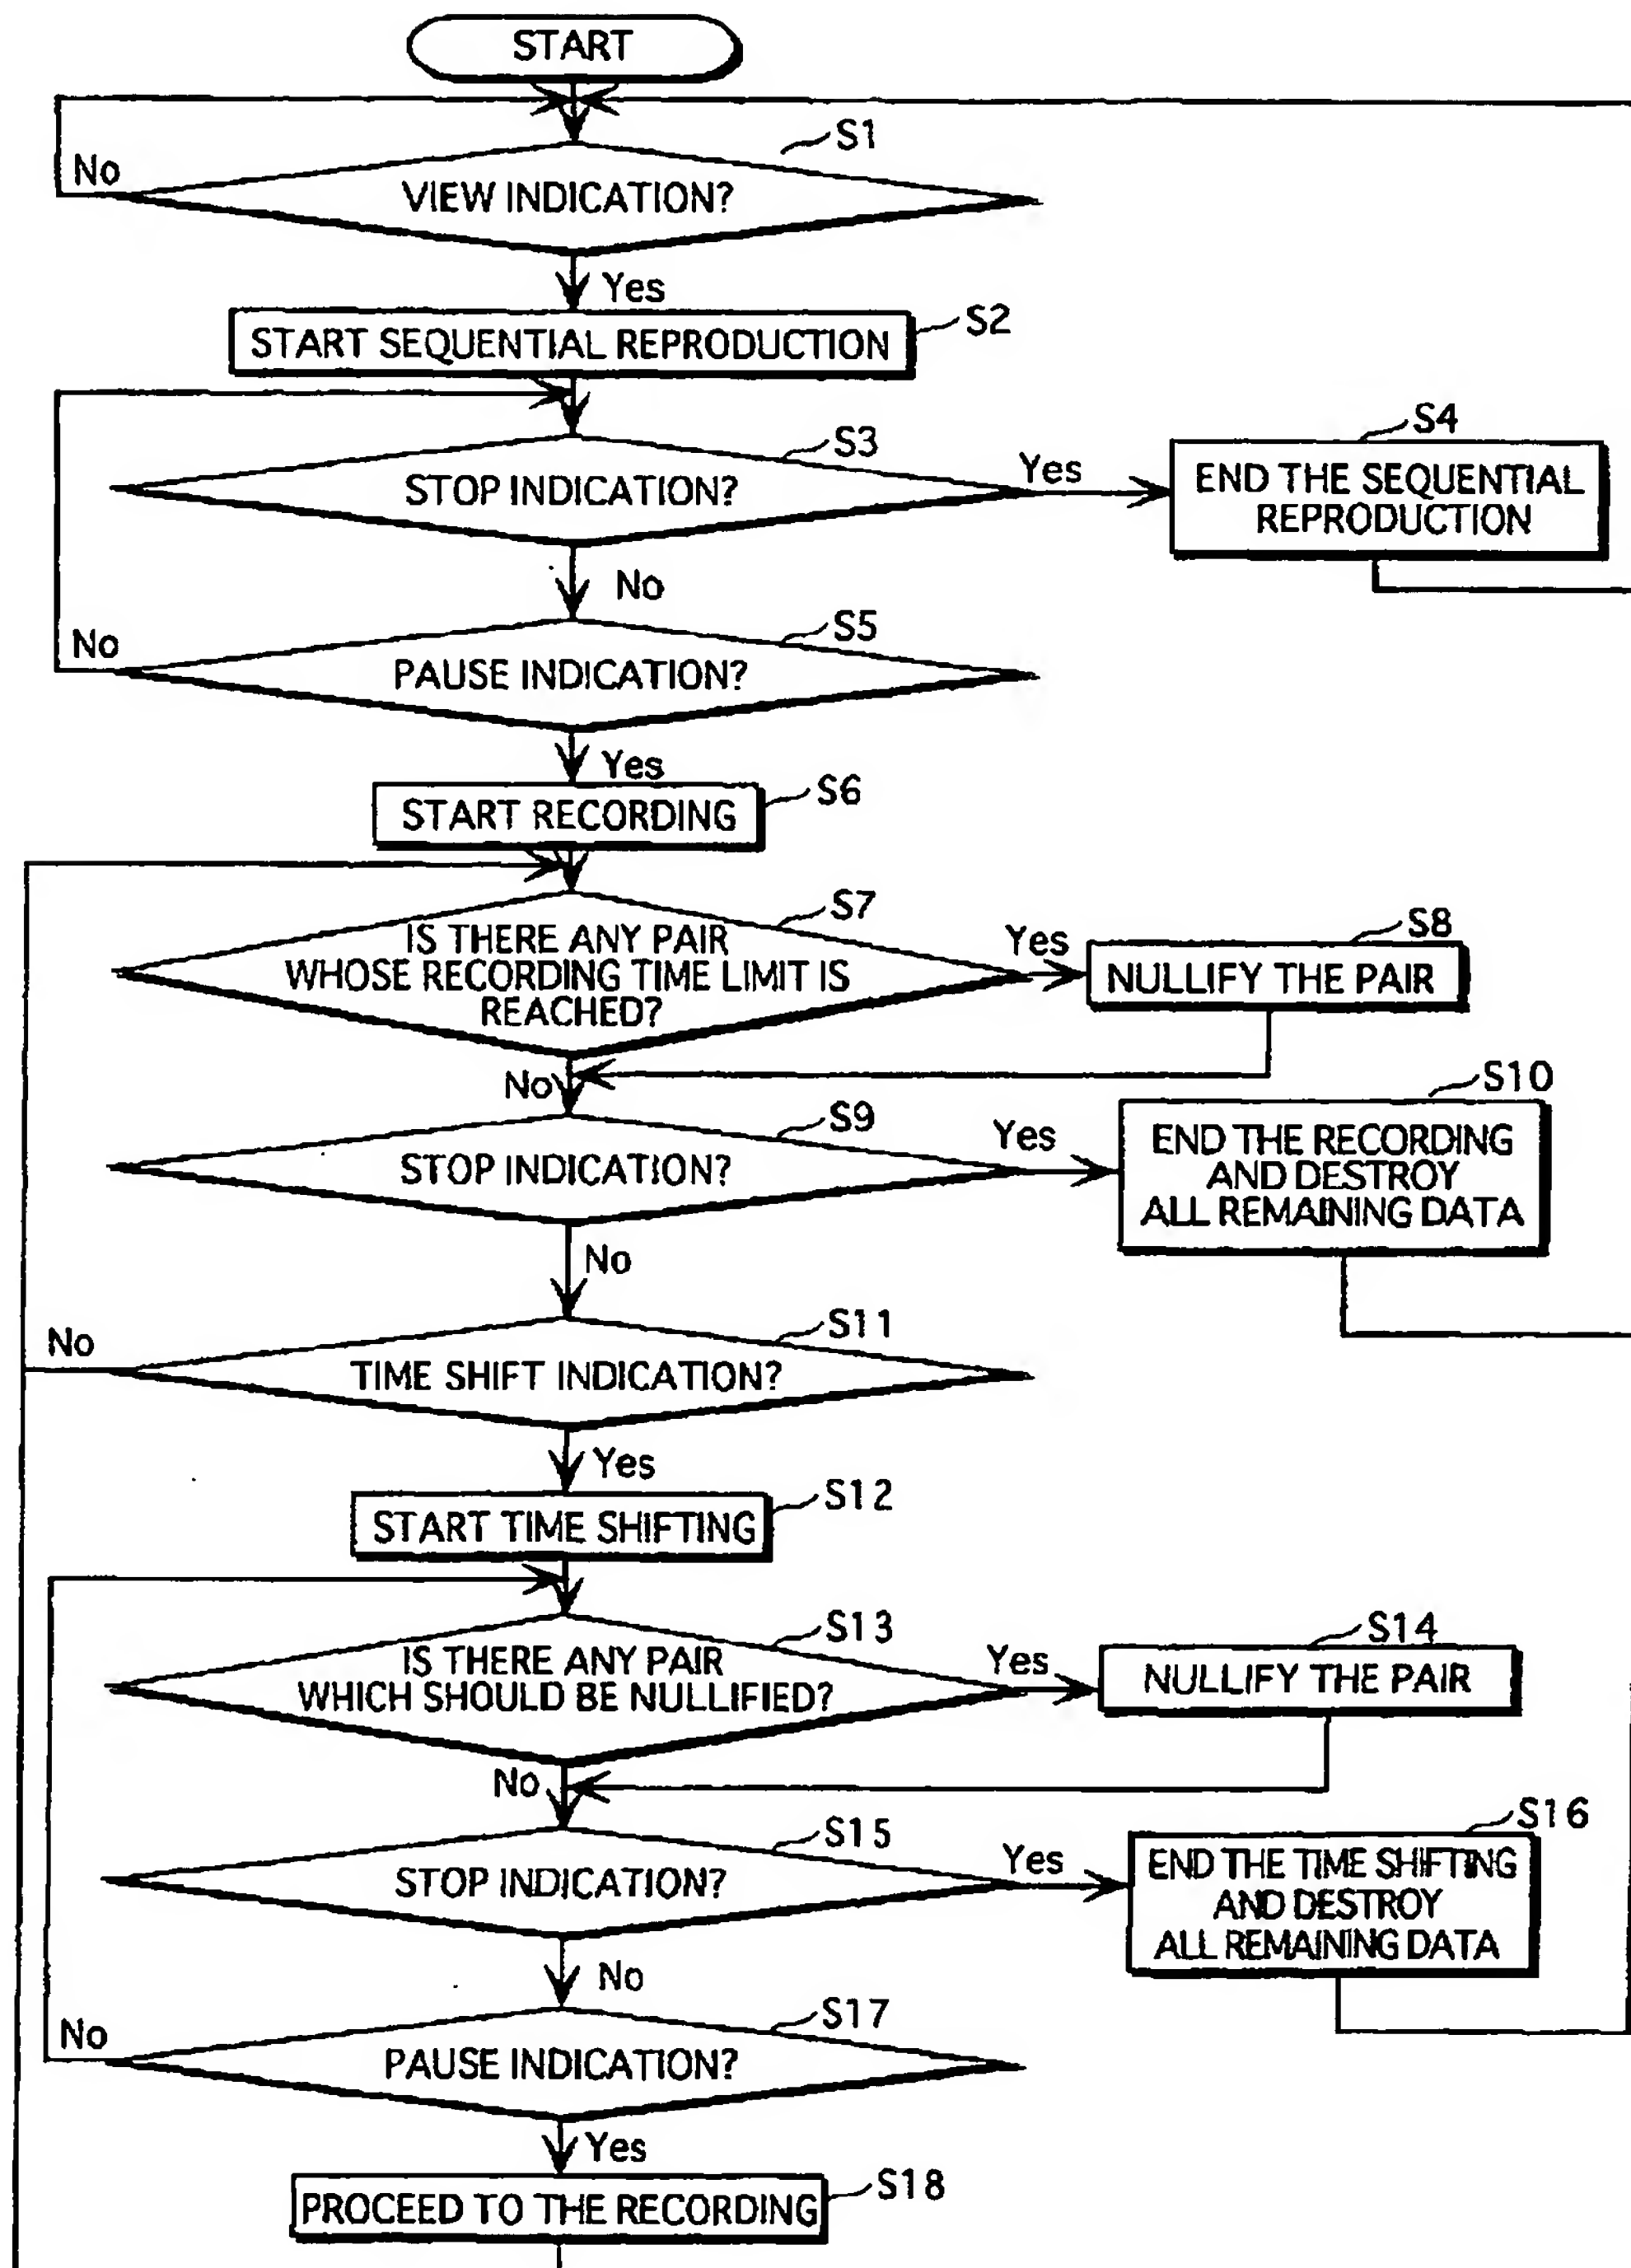 START
S1
No
VIEW INDICATION?
Yes
S2
START SEQUENTIAL REPRODUCTION
S3
STOP INDICATION?
Yes
S4
END THE SEQUENTIAL
REPRODUCTION
No
S5
No
PAUSE INDICATION?
Yes
S6
START RECORDING
S7
IS THERE ANY PAIR
WHOSE RECORDING TIME LIMIT IS
REACHED?
Yes
S8
NULLIFY THE PAIR
No
S9
STOP INDICATION?
Yes
S10
END THE RECORDING
AND DESTROY
ALL REMAINING DATA
No
S11
No
TIME SHIFT INDICATION?
Yes
S12
START TIME SHIFTING
S13
IS THERE ANY PAIR
WHICH SHOULD BE NULLIFIED?
Yes
S14
NULLIFY THE PAIR
No
S15
STOP INDICATION?
Yes
S16
END THE TIME SHIFTING
AND DESTROY
ALL REMAINING DATA
No
S17
No
PAUSE INDICATION?
Yes
S18
PROCEED TO THE RECORDING